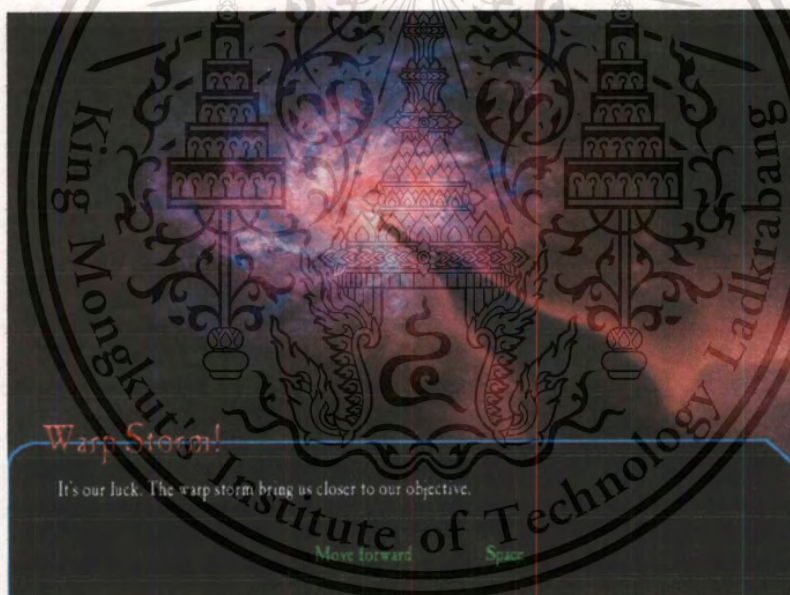 King Mongkut's Institute of Technology Ladkrabang
Warp Storm!
It's our luck. The warp storm bring us closer to our objective.
Move forward Space